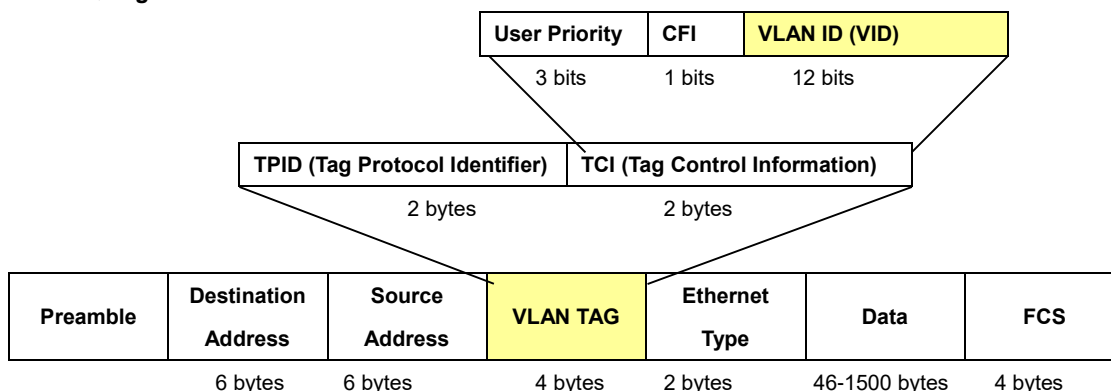 User Priority CFI VLAN ID (VID)
3 bits 1 bits 12 bits
TPID (Tag Protocol Identifier) TCI (Tag Control Information)
2 bytes 2 bytes
Preamble Destination Address Source Address VLAN TAG Ethernet Type Data FCS
6 bytes 6 bytes 4 bytes 2 bytes 46-1500 bytes 4 bytes